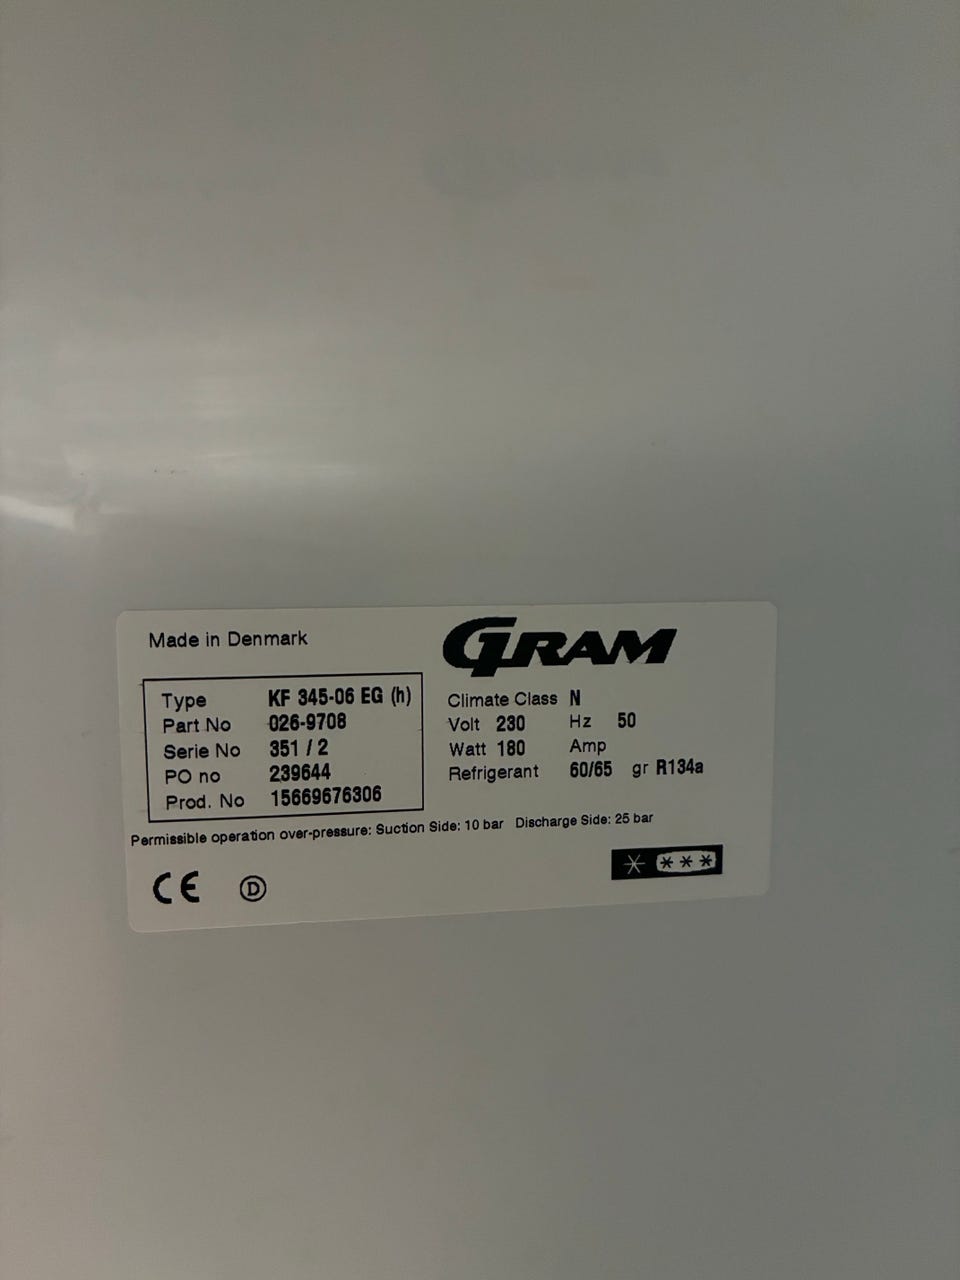 Made in Denmark
GRAM
Type KF 345-06 EG (h)
Part No 026-9708
Serie No 351 / 2
PO no 239644
Prod. No 15669676306
Climate Class N
Volt 230 Hz 50
Watt 180 Amp
Refrigerant 60/65 gr R134a
Permissible operation over-pressure: Suction Side: 10 bar Discharge Side: 25 bar
CE D
* ***